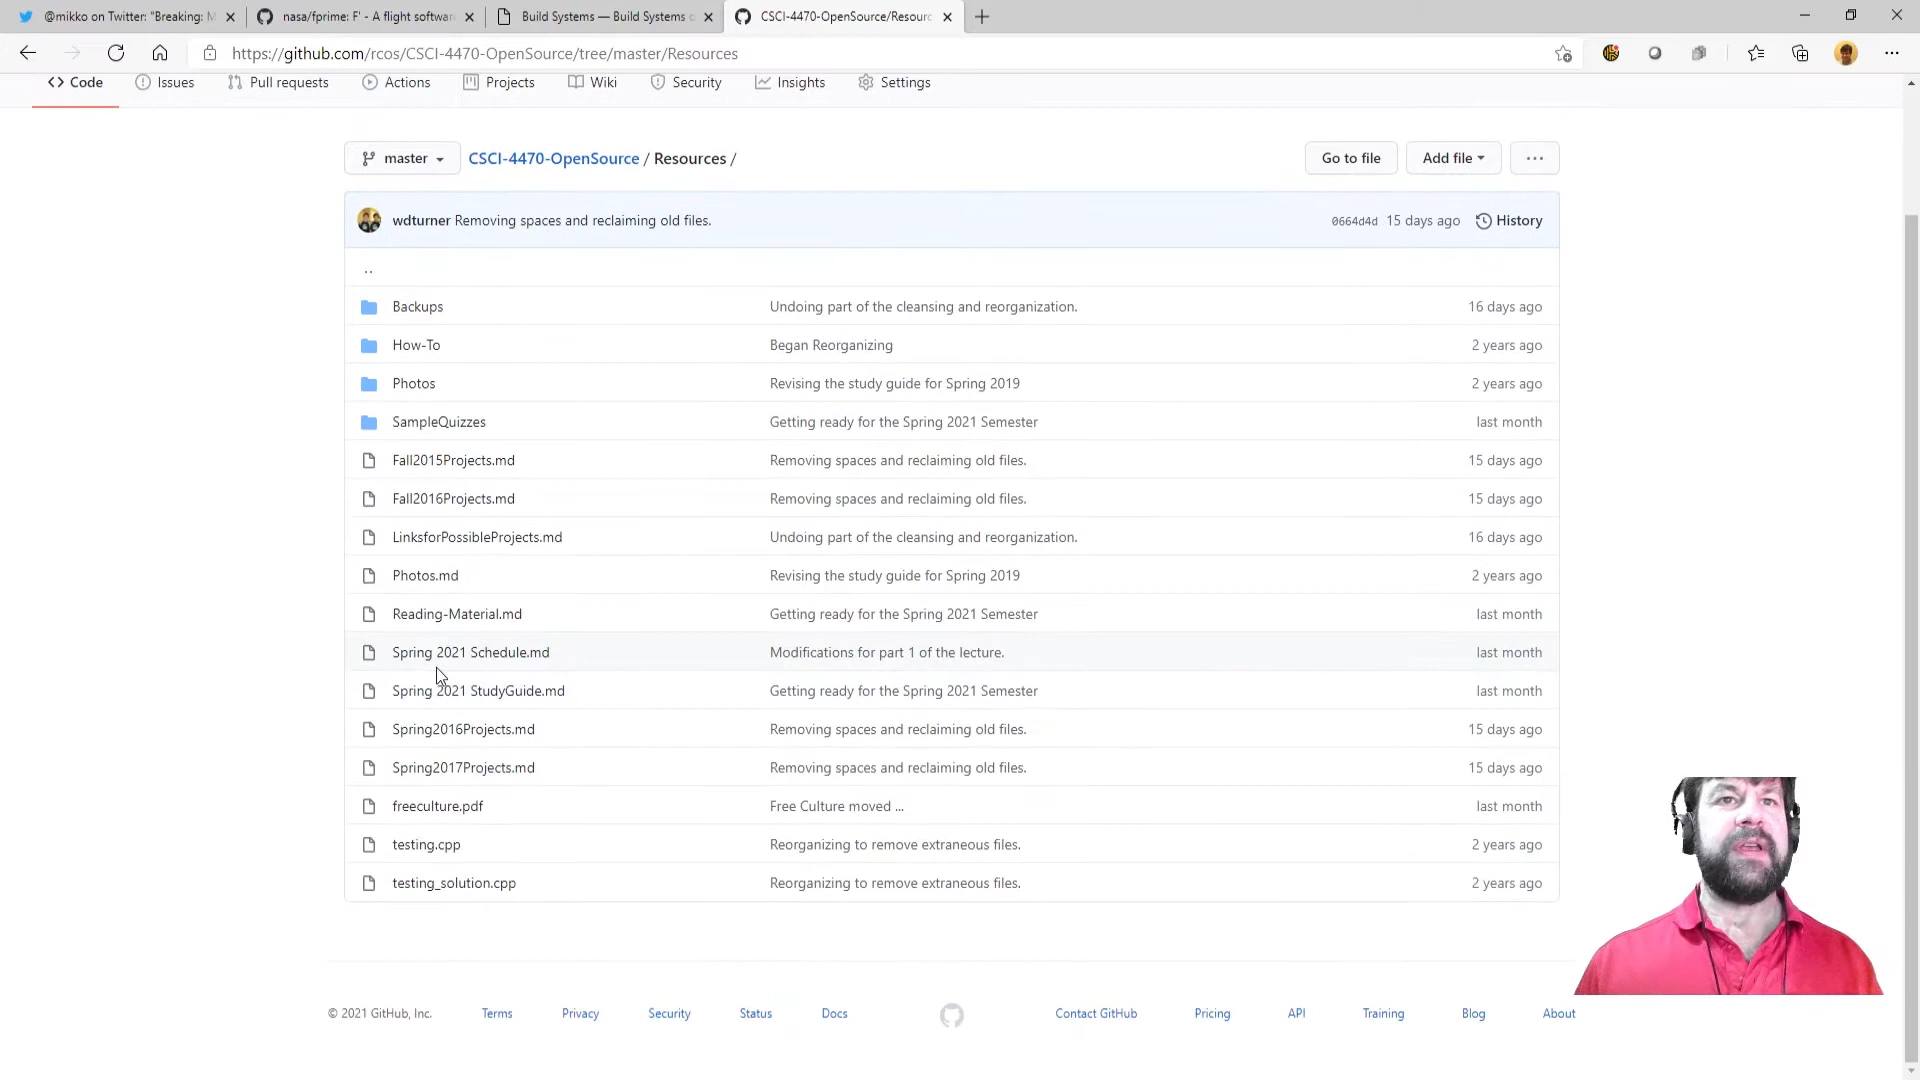 @mikko on Twitter: "Breaking: M
nasa/fprime: F' - A flight softwar
Build Systems — Build Systems
CSCI-4470-OpenSource/Resourc
https://github.com/rcos/CSCI-4470-OpenSource/tree/master/Resources
Code
Issues
Pull requests
Actions
Projects
Wiki
Security
Insights
Settings
master
CSCI-4470-OpenSource / Resources /
Go to file
Add file
...
wdturner Removing spaces and reclaiming old files.
0664d4d 15 days ago History
..
Backups Undoing part of the cleansing and reorganization. 16 days ago
How-To Began Reorganizing 2 years ago
Photos Revising the study guide for Spring 2019 2 years ago
SampleQuizzes Getting ready for the Spring 2021 Semester last month
Fall2015Projects.md Removing spaces and reclaiming old files. 15 days ago
Fall2016Projects.md Removing spaces and reclaiming old files. 15 days ago
LinksforPossibleProjects.md Undoing part of the cleansing and reorganization. 16 days ago
Photos.md Revising the study guide for Spring 2019 2 years ago
Reading-Material.md Getting ready for the Spring 2021 Semester last month
Spring 2021 Schedule.md Modifications for part 1 of the lecture. last month
Spring 2021 StudyGuide.md Getting ready for the Spring 2021 Semester last month
Spring2016Projects.md Removing spaces and reclaiming old files. 15 days ago
Spring2017Projects.md Removing spaces and reclaiming old files. 15 days ago
freeculture.pdf Free Culture moved ... last month
testing.cpp Reorganizing to remove extraneous files. 2 years ago
testing_solution.cpp Reorganizing to remove extraneous files. 2 years ago
© 2021 GitHub, Inc.
Terms
Privacy
Security
Status
Docs
Contact GitHub
Pricing
API
Training
Blog
About